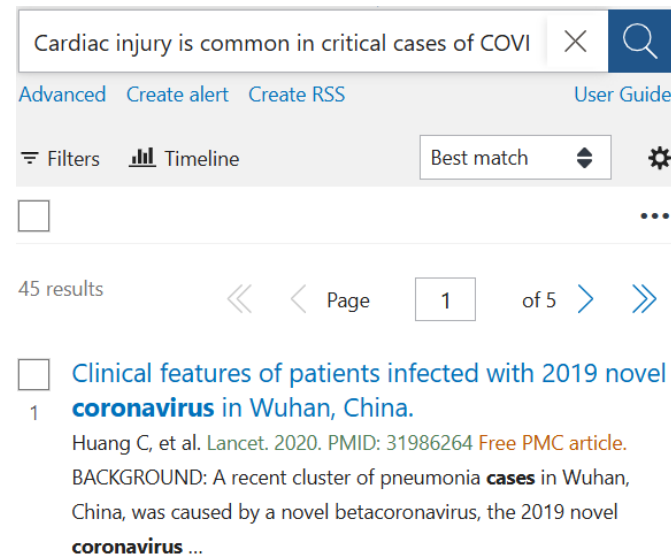 Cardiac injury is common in critical cases of COVI
Advanced Create alert Create RSS User Guide
Filters Timeline Best match
45 results Page 1 of 5
Clinical features of patients infected with 2019 novel
1 coronavirus in Wuhan, China.
Huang C, et al. Lancet. 2020. PMID: 31986264 Free PMC article.
BACKGROUND: A recent cluster of pneumonia cases in Wuhan,
China, was caused by a novel betacoronavirus, the 2019 novel
coronavirus ...